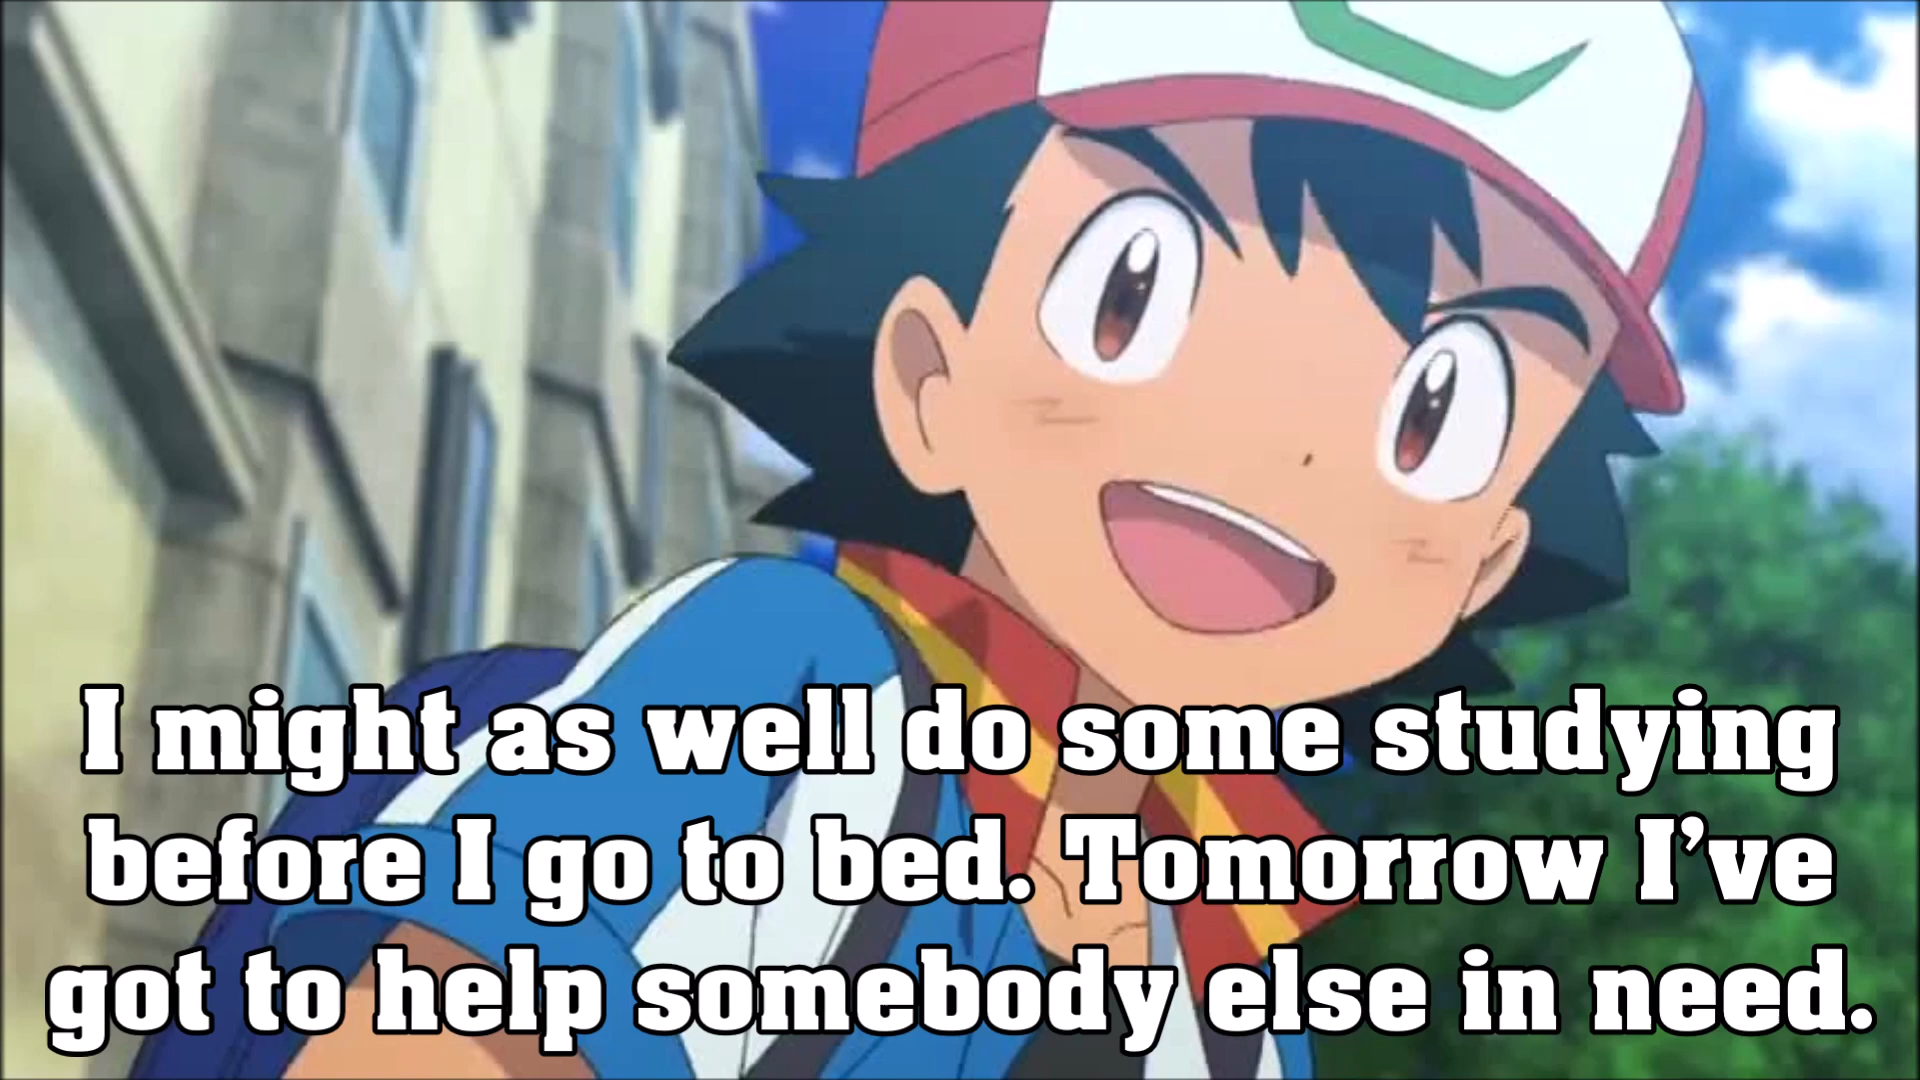 I might as well do some studying
before I go to bed. Tomorrow I’ve
got to help somebody else in need.